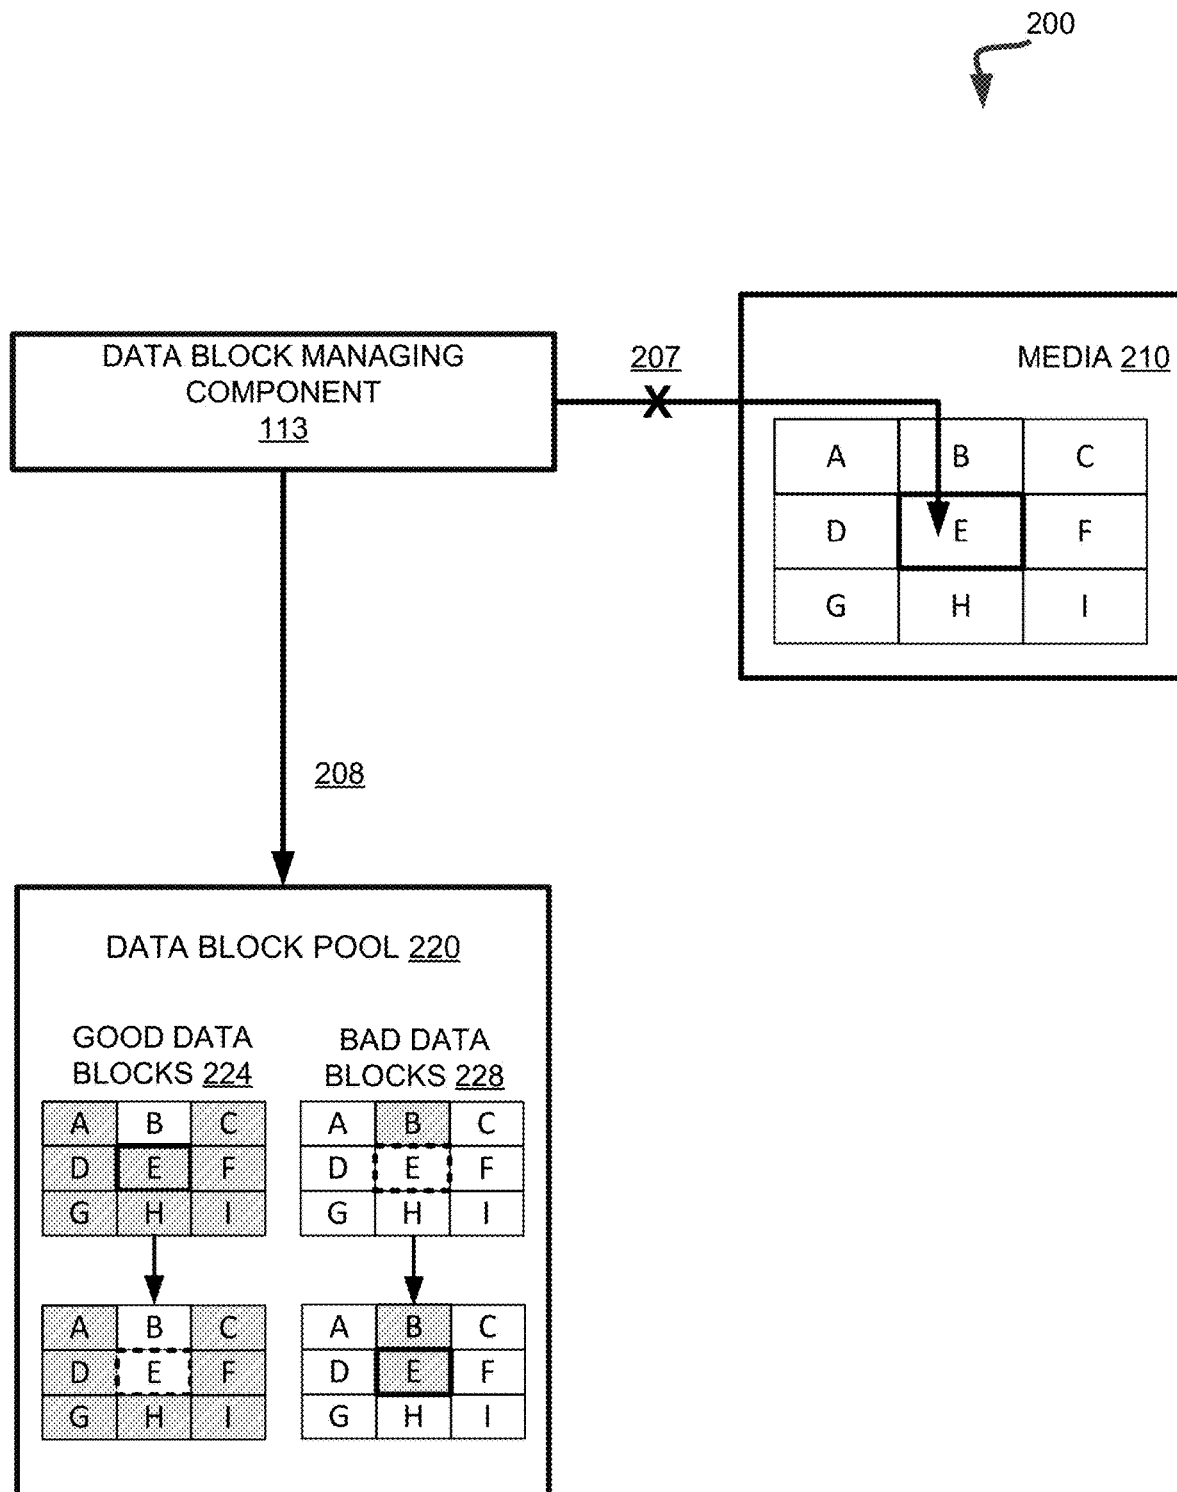 200
DATA BLOCK MANAGING
COMPONENT
113
207
MEDIA 210
A B C
D E F
G H I
208
DATA BLOCK POOL 220
GOOD DATA
BLOCKS 224
A B C
D E F
G H I
A B C
D E F
G H I
BAD DATA
BLOCKS 228
A B C
D E F
G H I
A B C
D E F
G H I